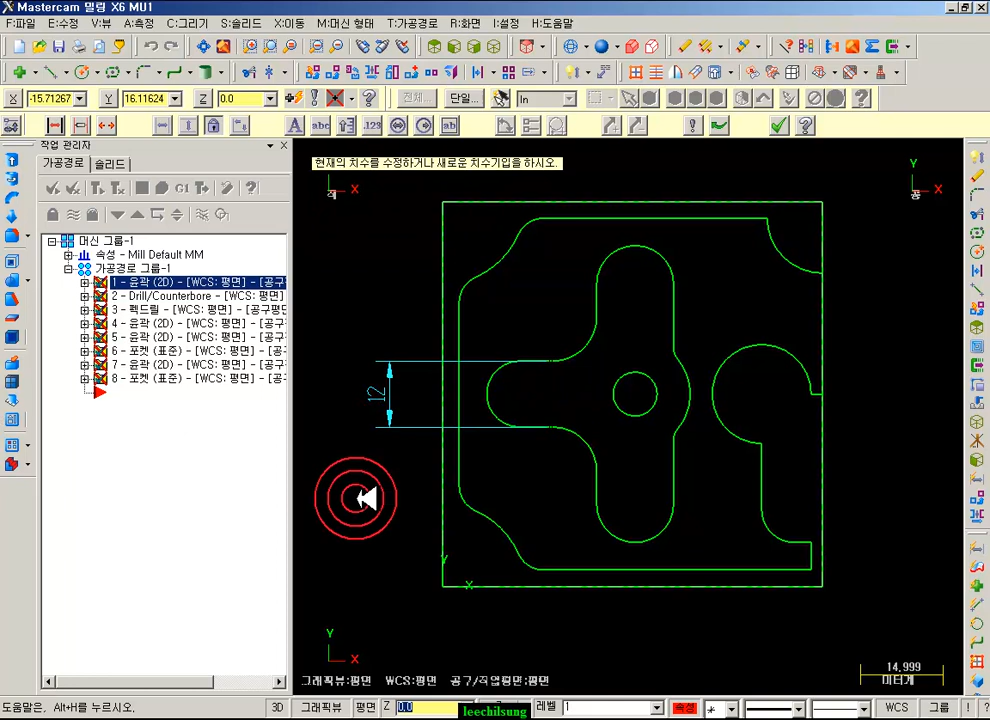 Mastercam 밀링 X6 MU1
F:파일 E:수정 V:뷰 A:측정 C:그리기 S:솔리드 X:이동 M:머신 형태 T:가공경로 R:화면 I:설정 H:도움말
X -15.71267 Y 16.11624 Z 0.0 전체... 단일... In
작업 관리자
가공경로 솔리드
G1
머신 그룹-1
속성 - Mill Default MM
가공경로 그룹-1
1 - 윤곽 (2D) - [WCS: 평면] - [공구
2 - Drill/Counterbore - [WCS: 평면]
3 - 펙드릴 - [WCS: 평면] - [공구평면
4 - 윤곽 (2D) - [WCS: 평면] - [공구
5 - 윤곽 (2D) - [WCS: 평면] - [공구
6 - 포켓 (표준) - [WCS: 평면] - [공
7 - 윤곽 (2D) - [WCS: 평면] - [공구
8 - 포켓 (표준) - [WCS: 평면] - [공
현재의 치수를 수정하거나 새로운 치수기입을 하시오.
X
Y
X
12
Y
X
Y
X
그래픽뷰:평면 WCS:평면 공구/작업평면:평면
14.999
미터계
도움말은, Alt+H를 누르시오. 3D 그래픽뷰 평면 Z 0.0 레벨 1 속성 WCS 그룹 ?
leechilsung